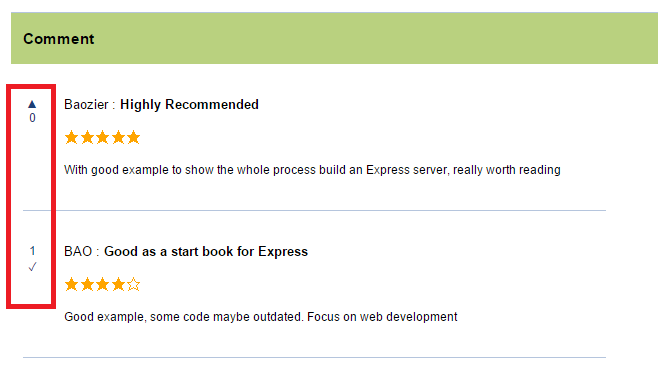 Comment
▲
0
Baozier : Highly Recommended
With good example to show the whole process build an Express server, really worth reading
1
✓
BAO : Good as a start book for Express
Good example, some code maybe outdated. Focus on web development